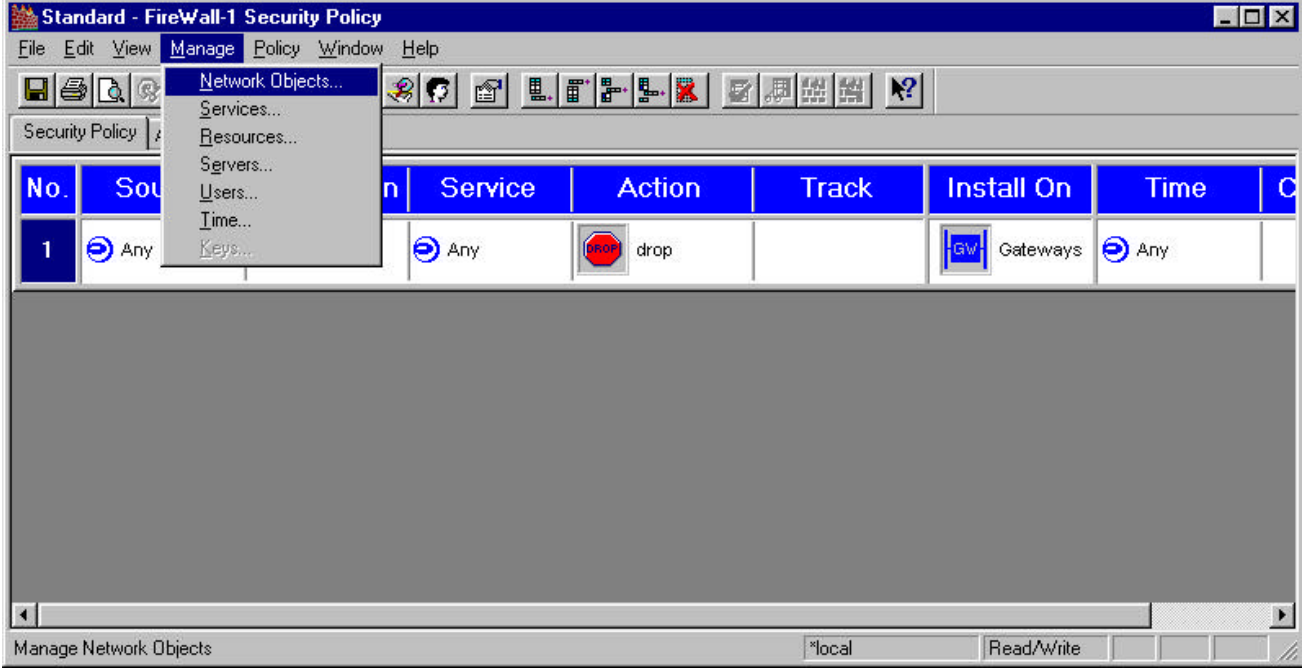 Standard - FireWall-1 Security Policy
File Edit View Manage Policy Window Help
Network Objects...
Services...
Resources...
Servers...
Users...
Time...
Keys...
Security Policy
No. Sou n Service Action Track Install On Time C
1 Any Any DROP drop GW Gateways Any
Manage Network Objects *local Read/Write